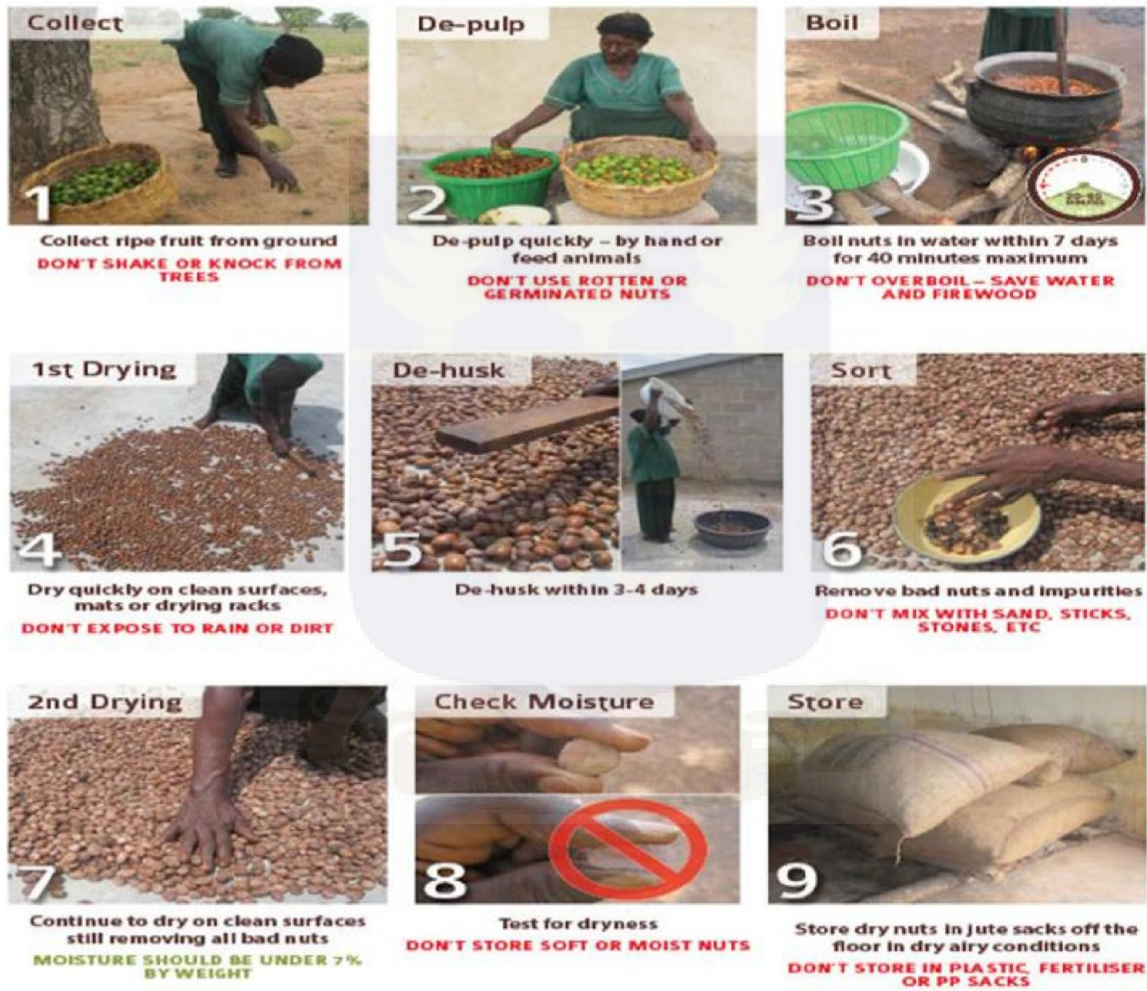 Collect
1
Collect ripe fruit from ground
DON'T SHAKE OR KNOCK FROM
TREES
De-pulp
2
De-pulp quickly – by hand or
feed animals
DON'T USE ROTTEN OR
GERMINATED NUTS
Boil
3
0
Boil nuts in water within 7 days
for 40 minutes maximum
DON'T OVERBOIL – SAVE WATER
AND FIREWOOD
1st Drying
4
Dry quickly on clean surfaces,
mats or drying racks
DON'T EXPOSE TO RAIN OR DIRT
De-husk
5
De-husk within 3-4 days
Sort
6
Remove bad nuts and impurities
DON'T MIX WITH SAND, STICKS,
STONES, ETC
2nd Drying
7
Continue to dry on clean surfaces
still removing all bad nuts
MOISTURE SHOULD BE UNDER 7%
BY WEIGHT
Check Moisture
8
Test for dryness
DON'T STORE SOFT OR MOIST NUTS
Store
9
Store dry nuts in jute sacks off the
floor in dry airy conditions
DON'T STORE IN PLASTIC, FERTILISER
OR PP SACKS